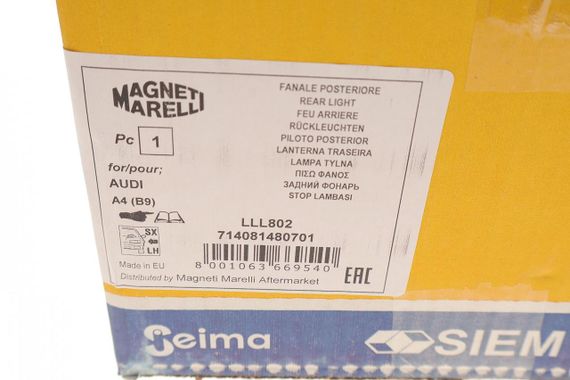 MAGNETI
MARELLI
Pc 1
for/pour;
AUDI
A4 (B9)
SX
LH
Made in EU
FANALE POSTERIORE
REAR LIGHT
FEU ARRIERE
RÜCKLEUCHTEN
PILOTO POSTERIOR
LANTERNA TRASEIRA
LAMPA TYLNA
ΠΙΣΩ ΦΑΝΟΣ
ЗАДНИЙ ФОНАРЬ
STOP LAMBASI
LLL802
714081480701
8 001063 669540
EAC
Distributed by Magneti Marelli Aftermarket
Seima
SIEM